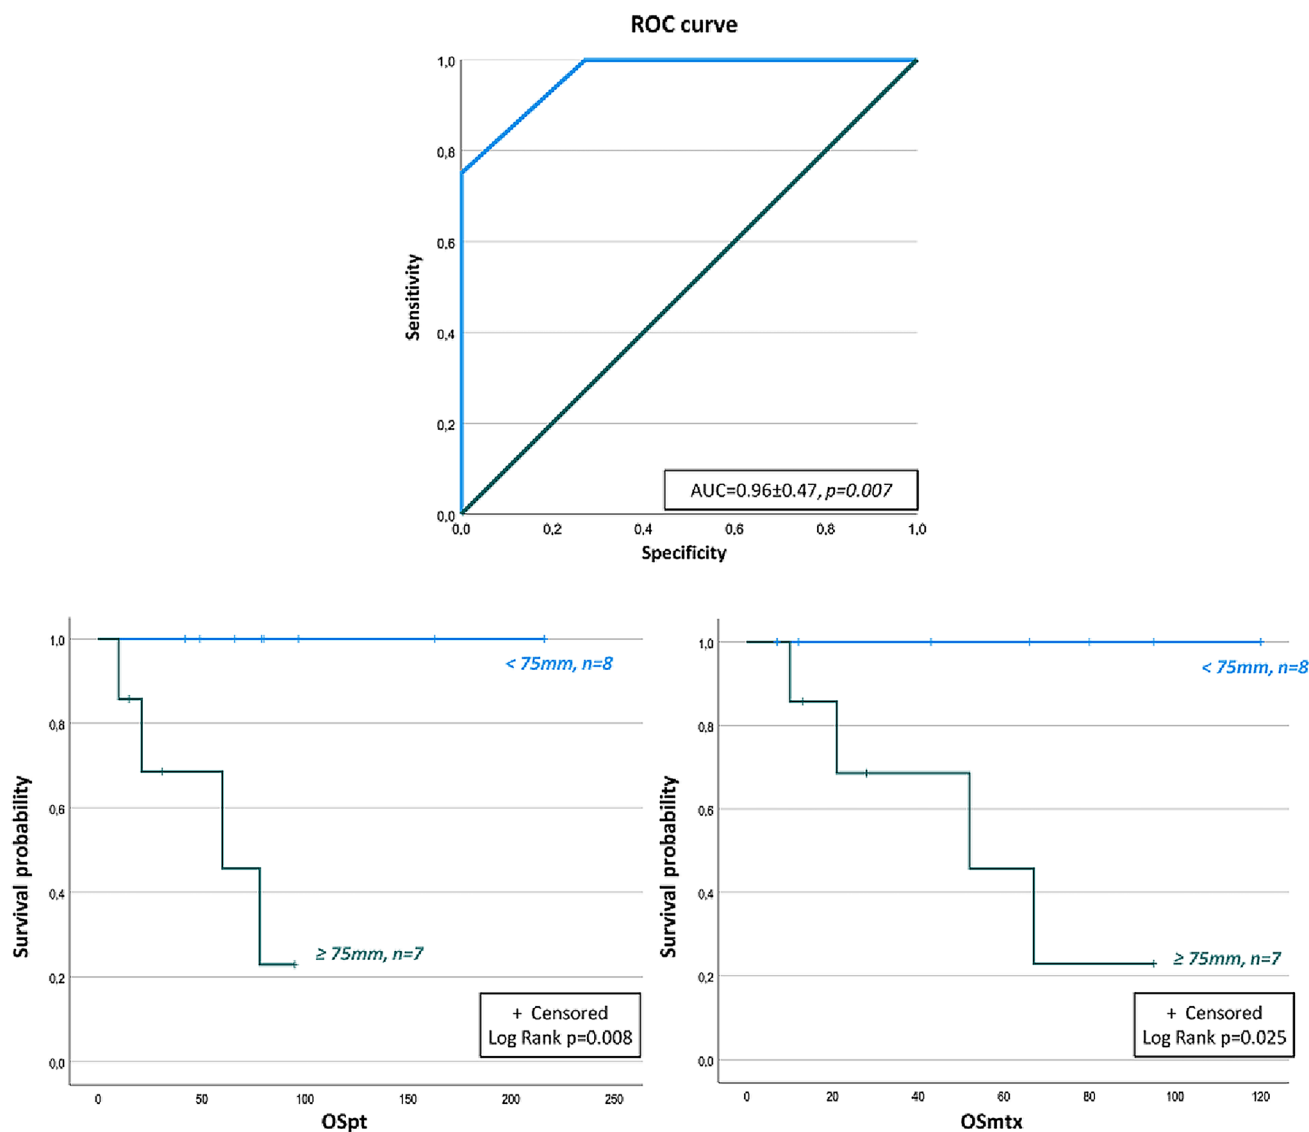 ROC curve
1,0
0,8
0,6
0,4
0,2
0,0
Sensitivity
AUC=0.96±0.47, p=0.007
0,0 0,2 0,4 0,6 0,8 1,0
Specificity
1,0
0,8
0,6
0,4
0,2
0,0
Survival probability
< 75mm, n=8
≥ 75mm, n=7
+ Censored
Log Rank p=0.008
0 50 100 150 200 250
OSpt
1,0
0,8
0,6
0,4
0,2
0,0
Survival probability
< 75mm, n=8
≥ 75mm, n=7
+ Censored
Log Rank p=0.025
0 20 40 60 80 100 120
OSmtx